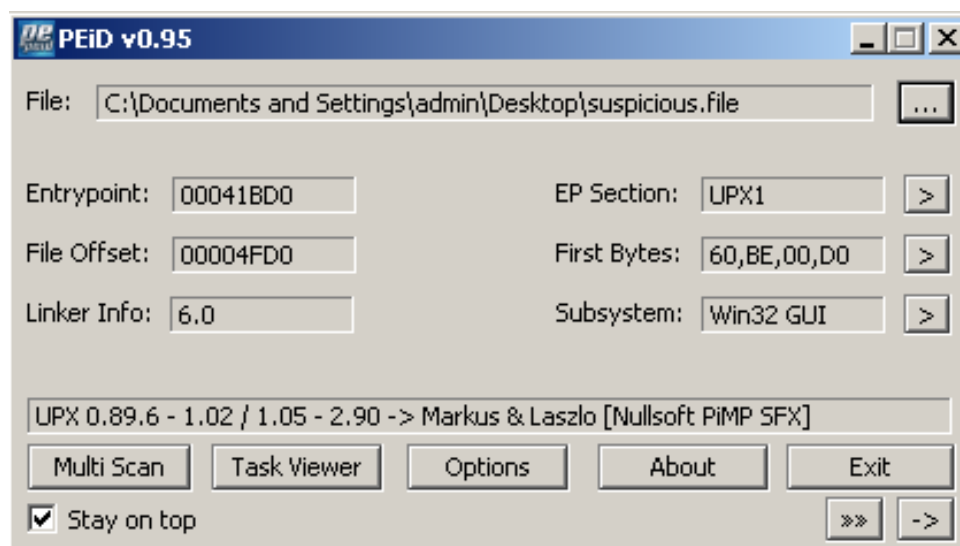 PEiD v0.95
File: C:\Documents and Settings\admin\Desktop\suspicious.file ...
Entrypoint: 00041BD0 EP Section: UPX1 >
File Offset: 00004FD0 First Bytes: 60,BE,00,D0 >
Linker Info: 6.0 Subsystem: Win32 GUI >
UPX 0.89.6 - 1.02 / 1.05 - 2.90 -> Markus & Laszlo [Nullsoft PiMP SFX]
Multi Scan Task Viewer Options About Exit
Stay on top »» ->